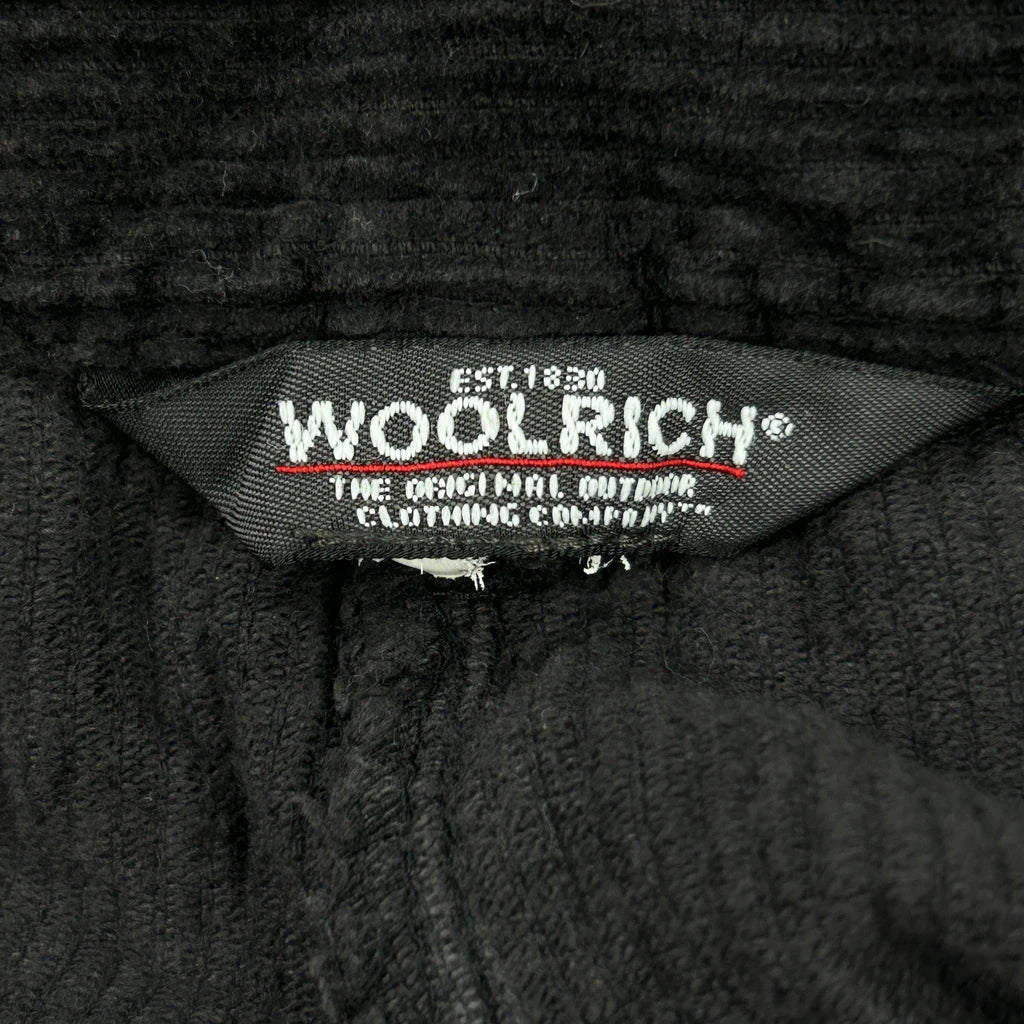 EST. 1830
WOOLRICH®
THE ORIGINAL OUTDOOR
CLOTHING COMPANY™